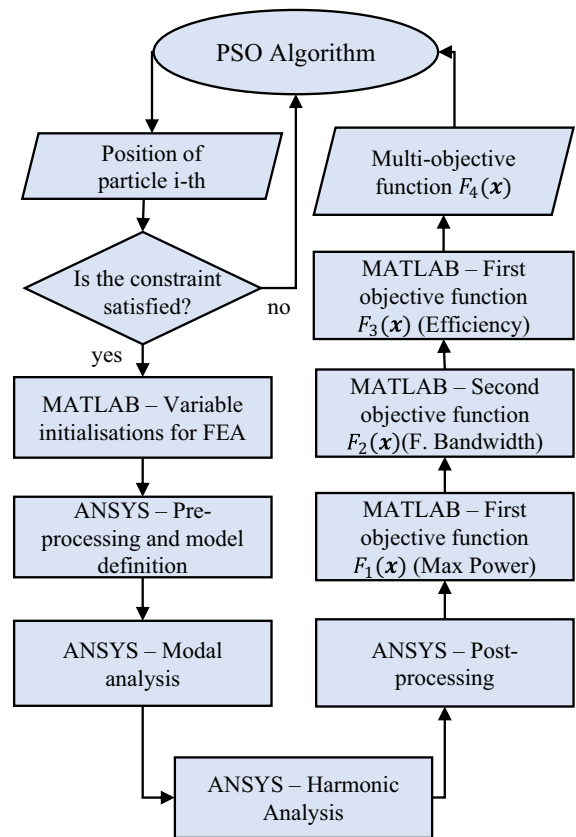 PSO Algorithm
Position of
particle i-th
Is the constraint
satisfied?
no
yes
MATLAB – Variable
initialisations for FEA
ANSYS – Pre-
processing and model
definition
ANSYS – Modal
analysis
ANSYS – Harmonic
Analysis
ANSYS – Post-
processing
MATLAB – First
objective function
F₁(x) (Max Power)
MATLAB – Second
objective function
F₂(x)(F. Bandwidth)
MATLAB – First
objective function
F₃(x) (Efficiency)
Multi-objective
function F₄(x)